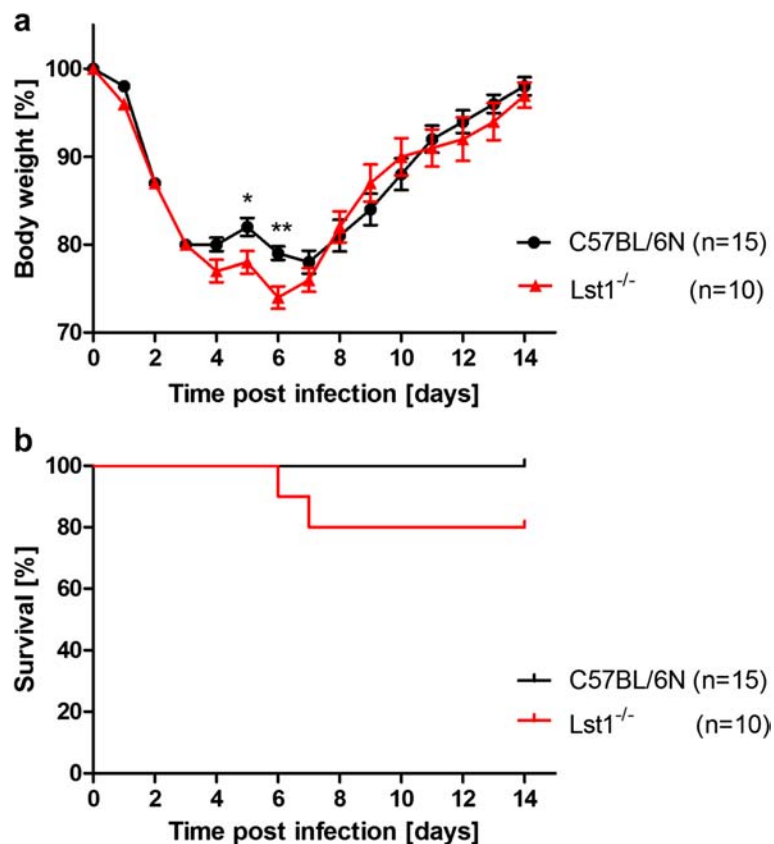 a
Body weight [%]
100
90
80
70
*
**
0 2 4 6 8 10 12 14
Time post infection [days]
C57BL/6N (n=15)
Lst1-/- (n=10)
b
Survival [%]
100
80
60
40
20
0
0 2 4 6 8 10 12 14
Time post infection [days]
C57BL/6N (n=15)
Lst1-/- (n=10)